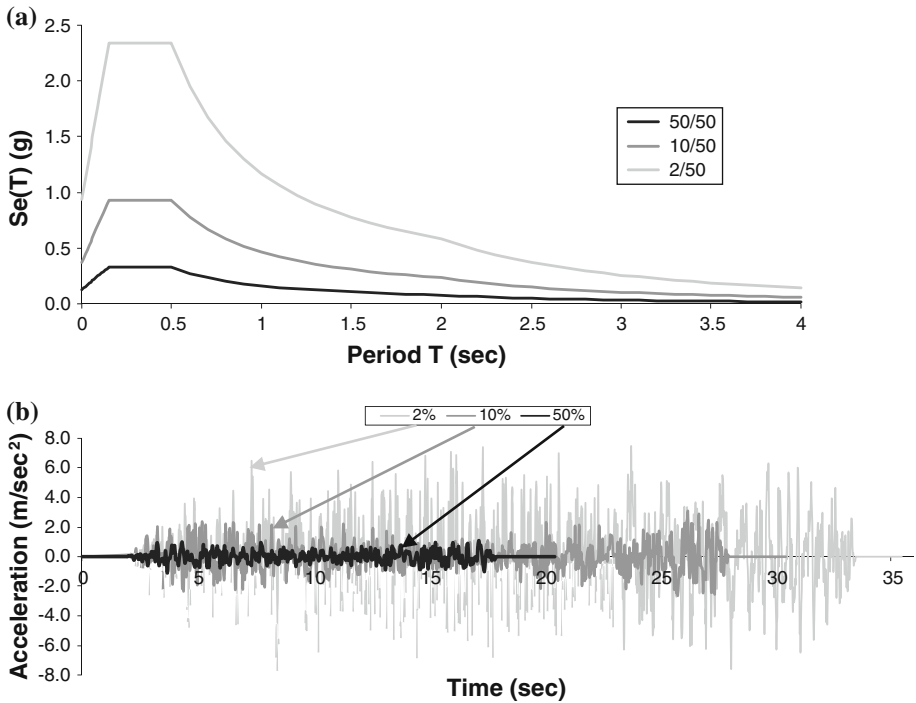 (a)
2.5
2.0
1.5
1.0
0.5
0.0
Se(T) (g)
50/50
10/50
2/50
0 0.5 1 1.5 2 2.5 3 3.5 4
Period T (sec)
(b)
2% 10% 50%
8.0
6.0
4.0
2.0
0.0
-2.0
-4.0
-6.0
-8.0
Acceleration (m/sec²)
0 5 10 15 20 25 30 35
Time (sec)